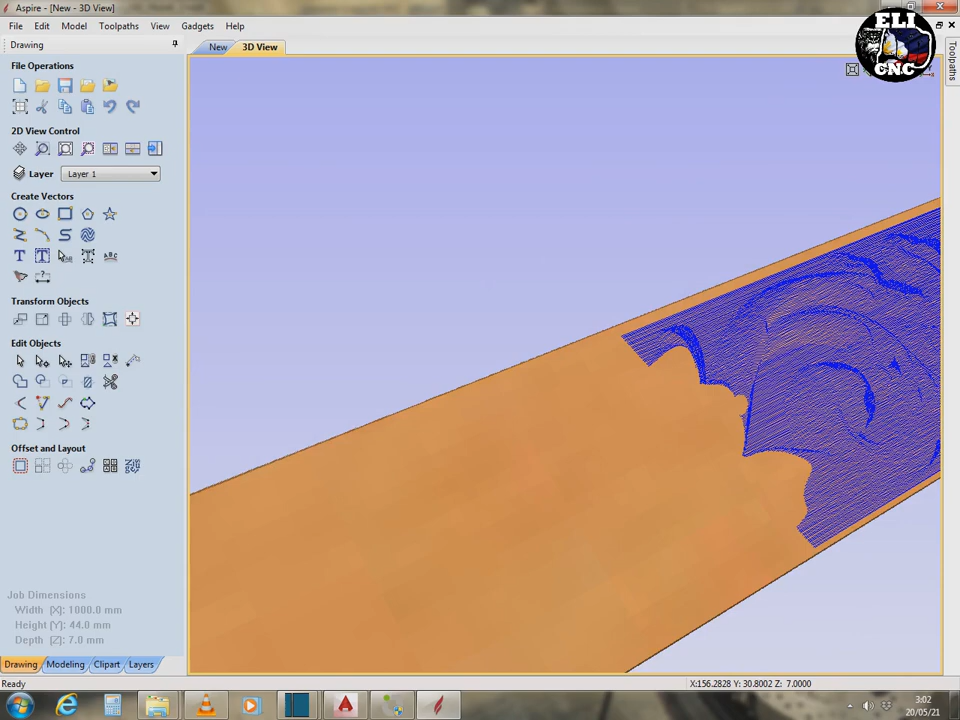 Aspire - [New - 3D View]
File Edit Model Toolpaths View Gadgets Help
ELI
CNC
Drawing
New 3D View
Toolpaths
File Operations
2D View Control
Layer Layer 1
Create Vectors
Transform Objects
Edit Objects
Offset and Layout
Job Dimensions
Width [X]: 1000.0 mm
Height [Y]: 44.0 mm
Depth [Z]: 7.0 mm
Drawing Modeling Clipart Layers
Ready
X:156.2828 Y: 30.8002 Z: 7.0000
3:02
20/05/21